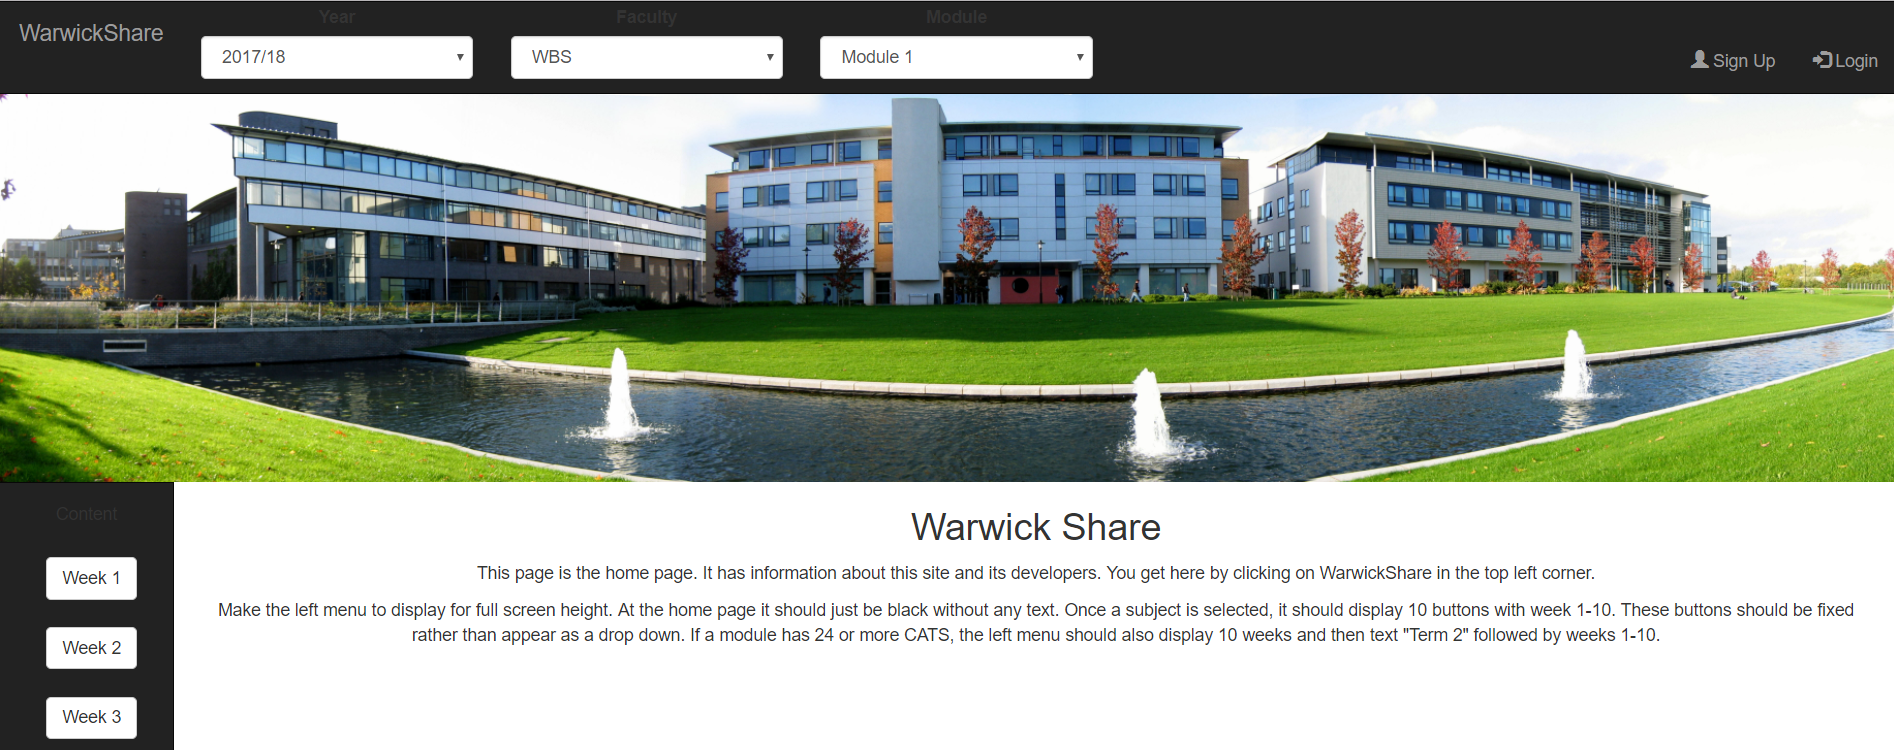 WarwickShare
Year Faculty Module
2017/18 WBS Module 1
Sign Up Login
Content
Week 1
Week 2
Week 3
Warwick Share
This page is the home page. It has information about this site and its developers. You get here by clicking on WarwickShare in the top left corner.
Make the left menu to display for full screen height. At the home page it should just be black without any text. Once a subject is selected, it should display 10 buttons with week 1-10. These buttons should be fixed
rather than appear as a drop down. If a module has 24 or more CATS, the left menu should also display 10 weeks and then text "Term 2" followed by weeks 1-10.